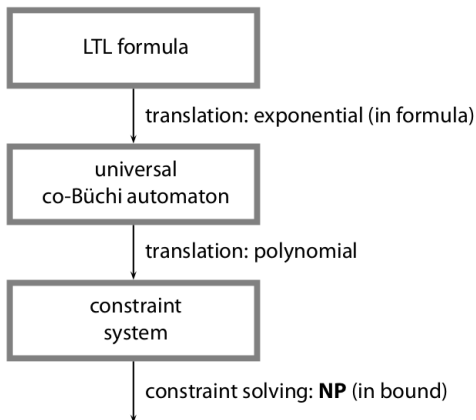 LTL formula
translation: exponential (in formula)
universal
co-Büchi automaton
translation: polynomial
constraint
system
constraint solving: NP (in bound)